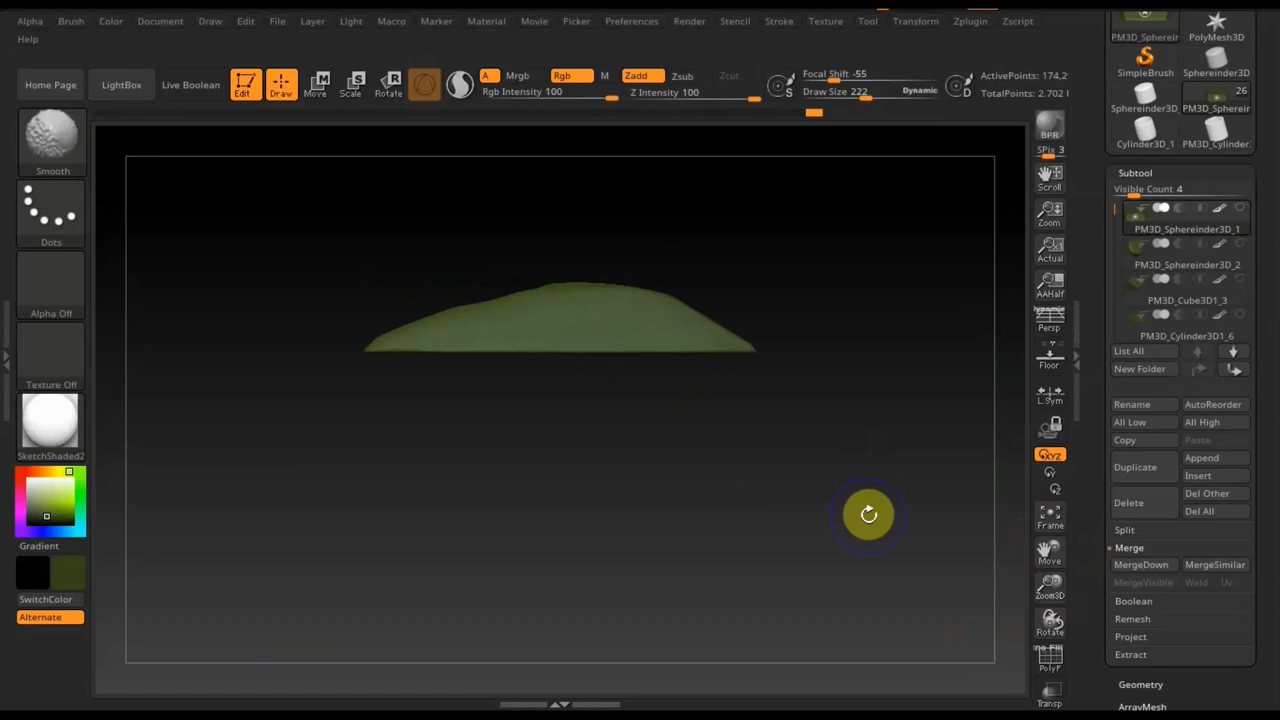 Alpha Brush Color Document Draw Edit File Layer Light Macro Marker Material Movie Picker Preferences Render Stencil Stroke Texture Tool Transform Zplugin Zscript
Help
Home Page
LightBox
Live Boolean
Edit
Draw
Move
Scale
Rotate
A
Mrgb
Rgb
M
Rgb Intensity 100
Zadd
Zsub
Zcut
Z Intensity 100
S
Focal Shift -55
Draw Size 222
Dynamic
D
ActivePoints: 174,2
TotalPoints: 2.702
Smooth
Dots
Alpha Off
Texture Off
SketchShaded2
Gradient
SwitchColor
Alternate
BPR
SPix 3
Scroll
Zoom
Actual
AAHalf
Dynamic
Persp
Floor
L.Sym
XYZ
Y
Z
Frame
Move
Zoom3D
Rotate
PolyF
Transp
PM3D_Spherein PolyMesh3D
SimpleBrush Sphereinder3D
26
Sphereinder3D_ PM3D_Spherein
Cylinder3D_1 PM3D_Cylinder.
Subtool
Visible Count 4
PM3D_Sphereinder3D_1
PM3D_Sphereinder3D_2
PM3D_Cube3D1_3
PM3D_Cylinder3D1_6
List All
New Folder
Rename AutoReorder
All Low All High
Copy Paste
Duplicate Append
Insert
Delete Del Other
Del All
Split
Merge
MergeDown MergeSimilar
MergeVisible Weld Uv
Boolean
Remesh
Project
Extract
Geometry
ArrayMesh